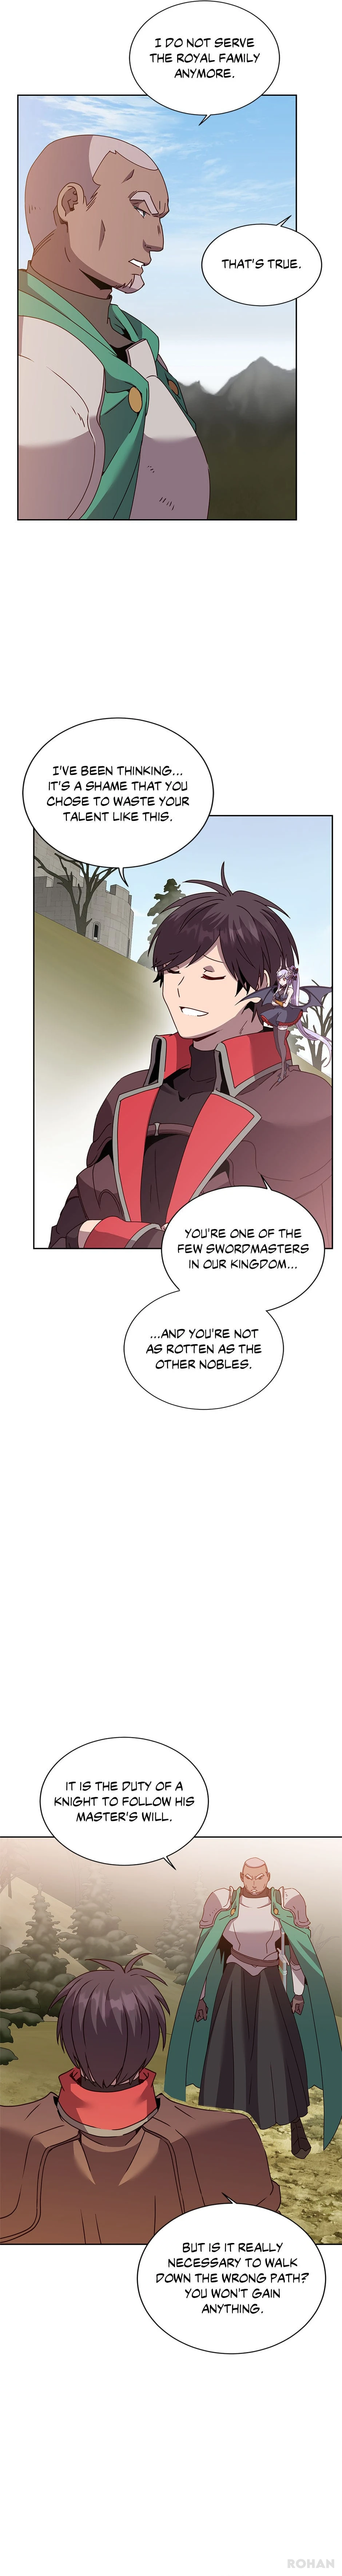 I DO NOT SERVE
THE ROYAL FAMILY
ANYMORE.
THAT'S TRUE.
I'VE BEEN THINKING...
IT'S A SHAME THAT YOU
CHOSE TO WASTE YOUR
TALENT LIKE THIS.
YOU'RE ONE OF THE
FEW SWORDMASTERS
IN OUR KINGDOM...
...AND YOU'RE NOT
AS ROTTEN AS THE
OTHER NOBLES.
IT IS THE DUTY OF A
KNIGHT TO FOLLOW HIS
MASTER'S WILL.
BUT IS IT REALLY
NECESSARY TO WALK
DOWN THE WRONG PATH?
YOU WON'T GAIN
ANYTHING.
ROHAN